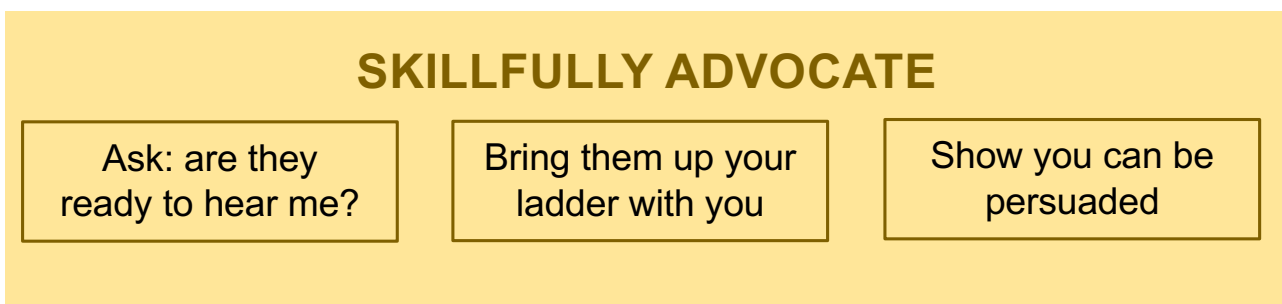 SKILLFULLY ADVOCATE
Ask: are they
ready to hear me?
Bring them up your
ladder with you
Show you can be
persuaded